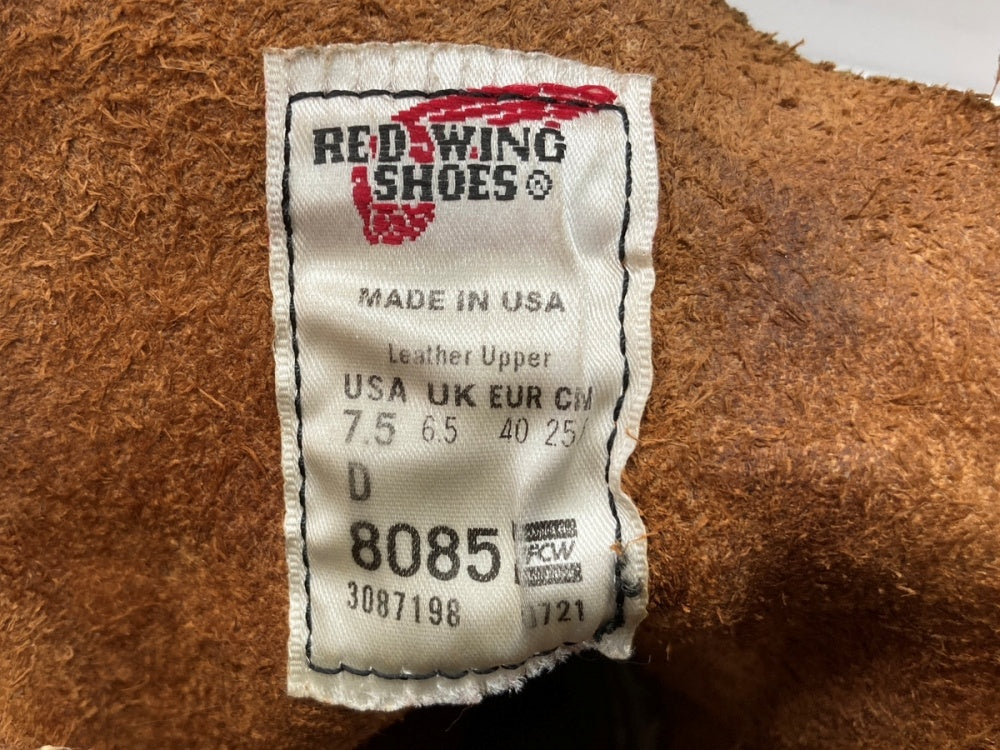 RED WING
SHOES ®
MADE IN USA
Leather Upper
USA UK EUR CM
7.5 6.5 40 25
D
8085 FCW
3087198